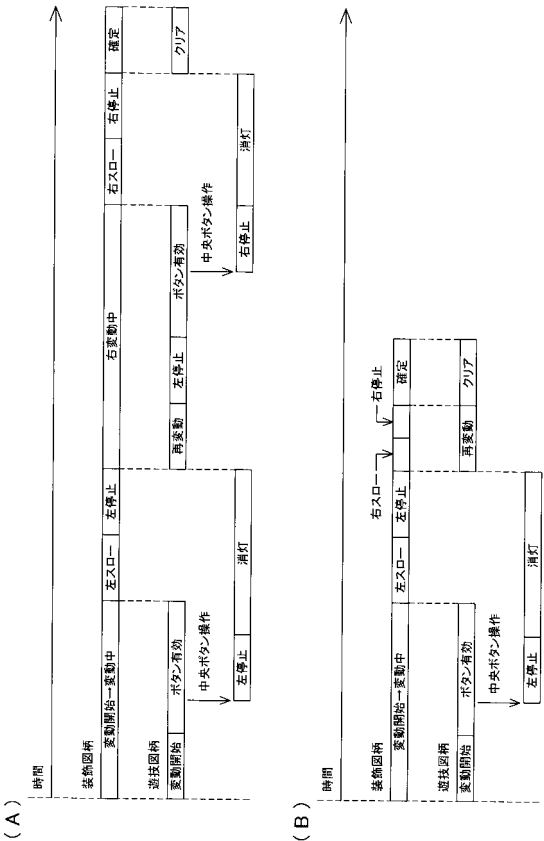 （A）
時間
装飾図柄
変動開始→変動中
左スロー
左停止
右変動中
右スロー
右停止
確定
遊技図柄
変動開始
ボタン有効
再変動
左停止
ボタン有効
クリア
中央ボタン操作
中央ボタン操作
左停止
消灯
右停止
消灯
（B）
時間
装飾図柄
変動開始→変動中
左スロー
左停止
右スロー
右停止
確定
遊技図柄
変動開始
ボタン有効
再変動
クリア
中央ボタン操作
左停止
消灯